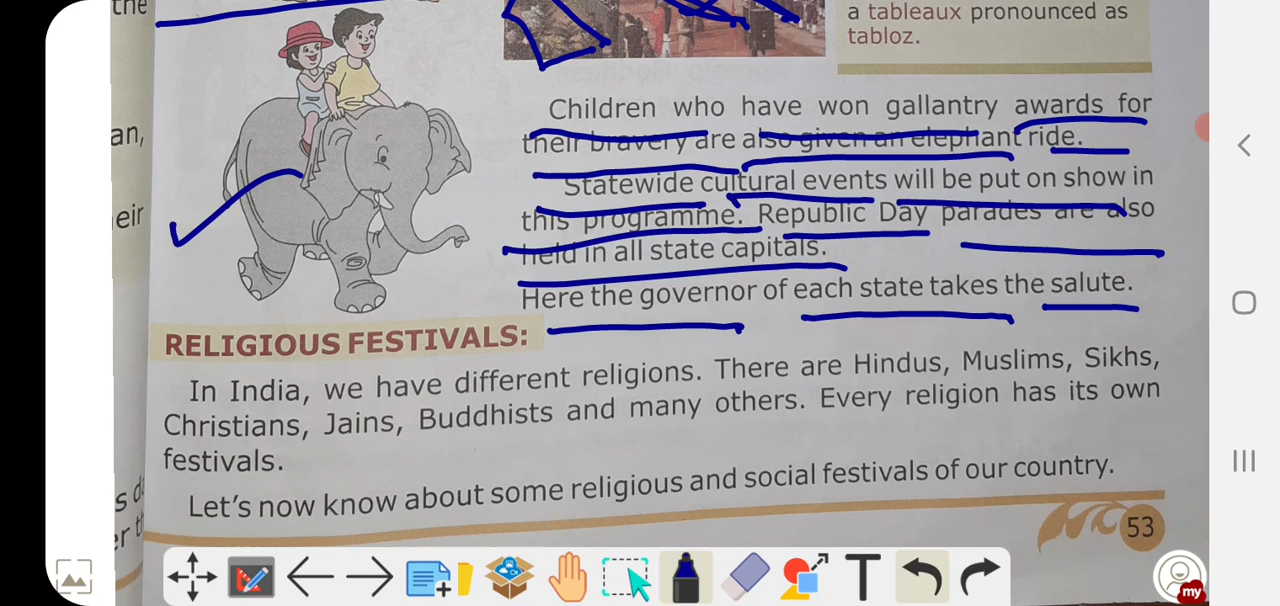 the
a tableaux pronounced as
tabloz.
an,
eir
Children who have won gallantry awards for
their bravery are also given an elephant ride.
Statewide cultural events will be put on show in
this programme. Republic Day parades are also
held in all state capitals.
Here the governor of each state takes the salute.
RELIGIOUS FESTIVALS:
In India, we have different religions. There are Hindus, Muslims, Sikhs,
Christians, Jains, Buddhists and many others. Every religion has its own
festivals.
Let's now know about some religious and social festivals of our country.
53
T
my